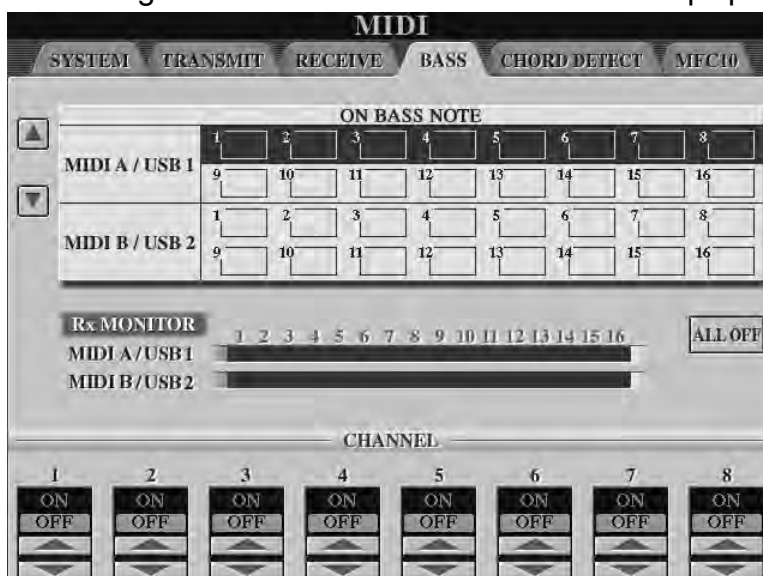 MIDI
SYSTEM TRANSMIT RECEIVE BASS CHORD DETECT MFC10
ON BASS NOTE
MIDI A / USB 1
1 2 3 4 5 6 7 8
9 10 11 12 13 14 15 16
MIDI B / USB 2
1 2 3 4 5 6 7 8
9 10 11 12 13 14 15 16
Rx MONITOR
1 2 3 4 5 6 7 8 9 10 11 12 13 14 15 16
ALL OFF
MIDI A/USB1
MIDI B/USB2
CHANNEL
1 2 3 4 5 6 7 8
ON ON ON ON ON ON ON ON
OFF OFF OFF OFF OFF OFF OFF OFF